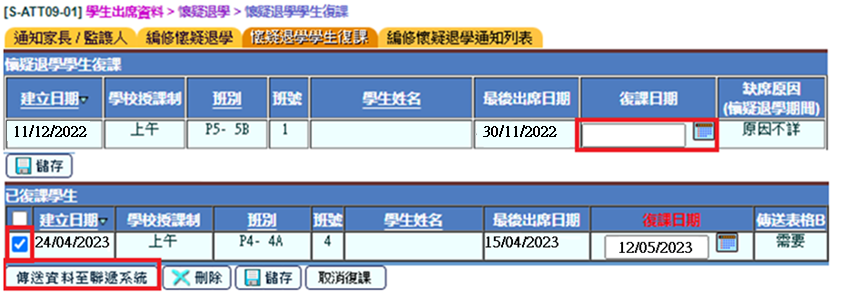 [S-ATT09-01] 學生出席資料 > 懷疑退學 > 懷疑退學學生復課
通知家長 / 監護人 編修懷疑退學 懷疑退學學生復課 編修懷疑退學通知列表
懷疑退學學生復課
建立日期 學校授課制 班別 班號 學生姓名 最後出席日期 復課日期 缺席原因
(懷疑退學期間)
11/12/2022 上午 P5- 5B 1 30/11/2022 原因不詳
儲存
已復課學生
建立日期 學校授課制 班別 班號 學生姓名 最後出席日期 復課日期 傳送表格B
24/04/2023 上午 P4- 4A 4 15/04/2023 12/05/2023 需要
傳送資料至聯遞系統 刪除 儲存 取消復課